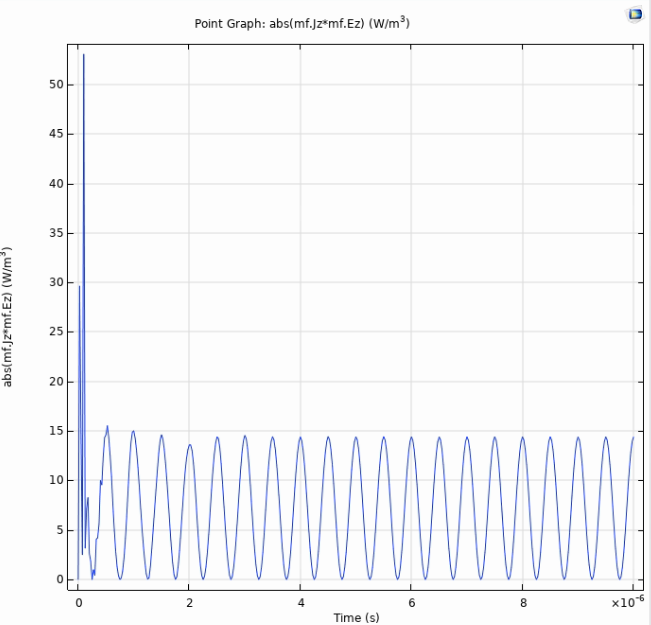 Point Graph: abs(mf.Jz*mf.Ez) (W/m³)
abs(mf.Jz*mf.Ez) (W/m³)
50
45
40
35
30
25
20
15
10
5
0
0 2 4 6 8 ×10⁻⁶
Time (s)